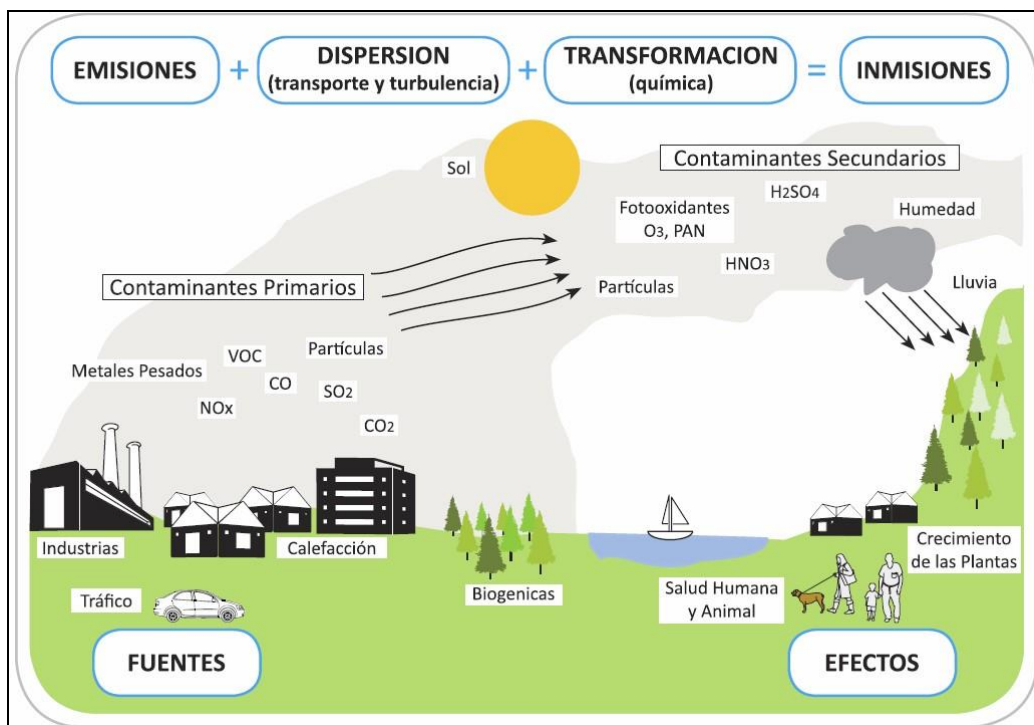 EMISIONES + DISPERSION + TRANSFORMACION = INMISIONES
(transporte y turbulencia)
(química)
Contaminantes Secundarios
Sol
H2SO4
Fotooxidantes
O3, PAN
Humedad
HNO3
Contaminantes Primarios
Partículas
Lluvia
Metales Pesados
VOC
Partículas
CO
SO2
NOx
CO2
Industrias
Calefacción
Crecimiento
de las Plantas
Tráfico
Biogenicas
Salud Humana
y Animal
FUENTES
EFECTOS